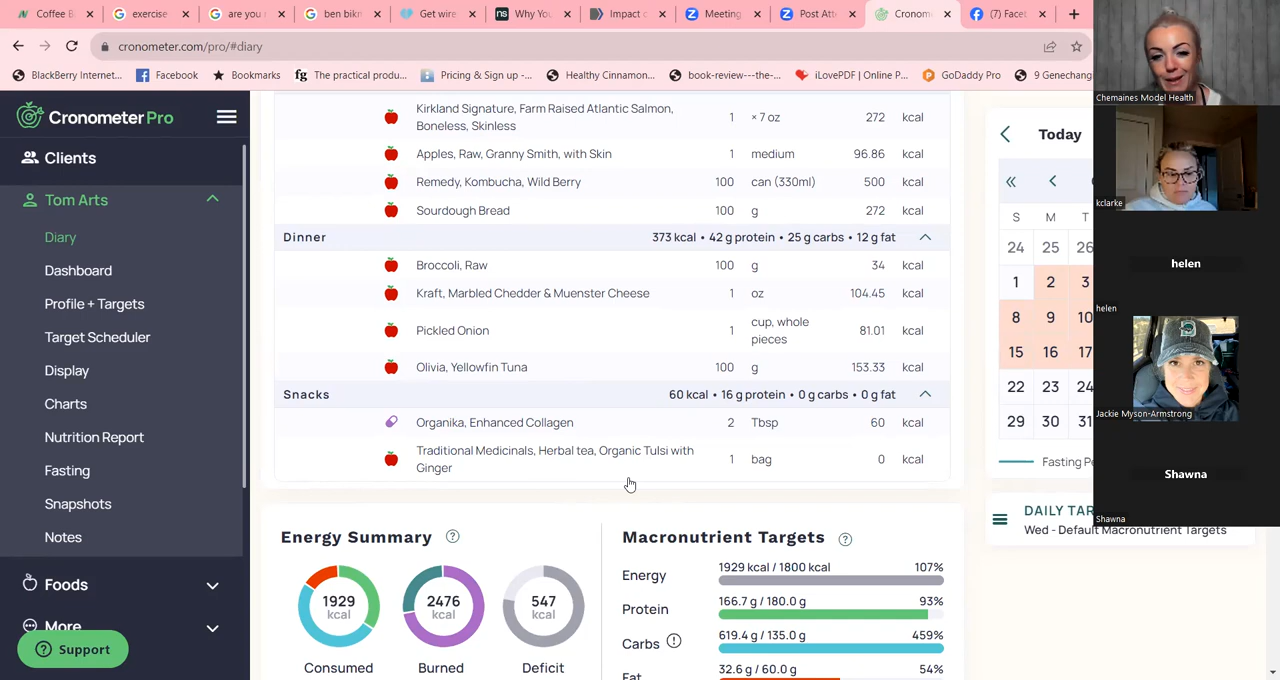 Coffee B
exercise
are you
ben bikn
Get wire
Why You
Impact c
Meeting
Post Att
Cronom
(7) Face
cronometer.com/pro/#diary
BlackBerry Internet...
Facebook
Bookmarks
The practical produ...
Pricing & Sign up -...
Healthy Cinnamon...
book-review---the-...
iLovePDF | Online P...
GoDaddy Pro
9 Genechang
CronometerPro
Clients
Tom Arts
Diary
Dashboard
Profile + Targets
Target Scheduler
Display
Charts
Nutrition Report
Fasting
Snapshots
Notes
Foods
More
Support
Kirkland Signature, Farm Raised Atlantic Salmon,
Boneless, Skinless 1 × 7 oz 272 kcal
Apples, Raw, Granny Smith, with Skin 1 medium 96.86 kcal
Remedy, Kombucha, Wild Berry 100 can (330ml) 500 kcal
Sourdough Bread 100 g 272 kcal
Dinner 373 kcal • 42 g protein • 25 g carbs • 12 g fat
Broccoli, Raw 100 g 34 kcal
Kraft, Marbled Chedder & Muenster Cheese 1 oz 104.45 kcal
Pickled Onion 1 cup, whole
pieces 81.01 kcal
Olivia, Yellowfin Tuna 100 g 153.33 kcal
Snacks 60 kcal • 16 g protein • 0 g carbs • 0 g fat
Organika, Enhanced Collagen 2 Tbsp 60 kcal
Traditional Medicinals, Herbal tea, Organic Tulsi with
Ginger 1 bag 0 kcal
Energy Summary ?
1929
kcal
Consumed
2476
kcal
Burned
547
kcal
Deficit
Macronutrient Targets ?
Energy 1929 kcal / 1800 kcal 107%
Protein 166.7 g / 180.0 g 93%
Carbs 619.4 g / 135.0 g 459%
Fat 32.6 g / 60.0 g 54%
Today
S M T
24 25 26
1 2 3
8 9 10
15 16 17
22 23 24
29 30 31
Fasting Pe
DAILY TAR
Wed - Default Macronutrient Targets
Chemaines Model Health
kclarke
helen
helen
Jackie Myson-Armstrong
Shawna
Shawna